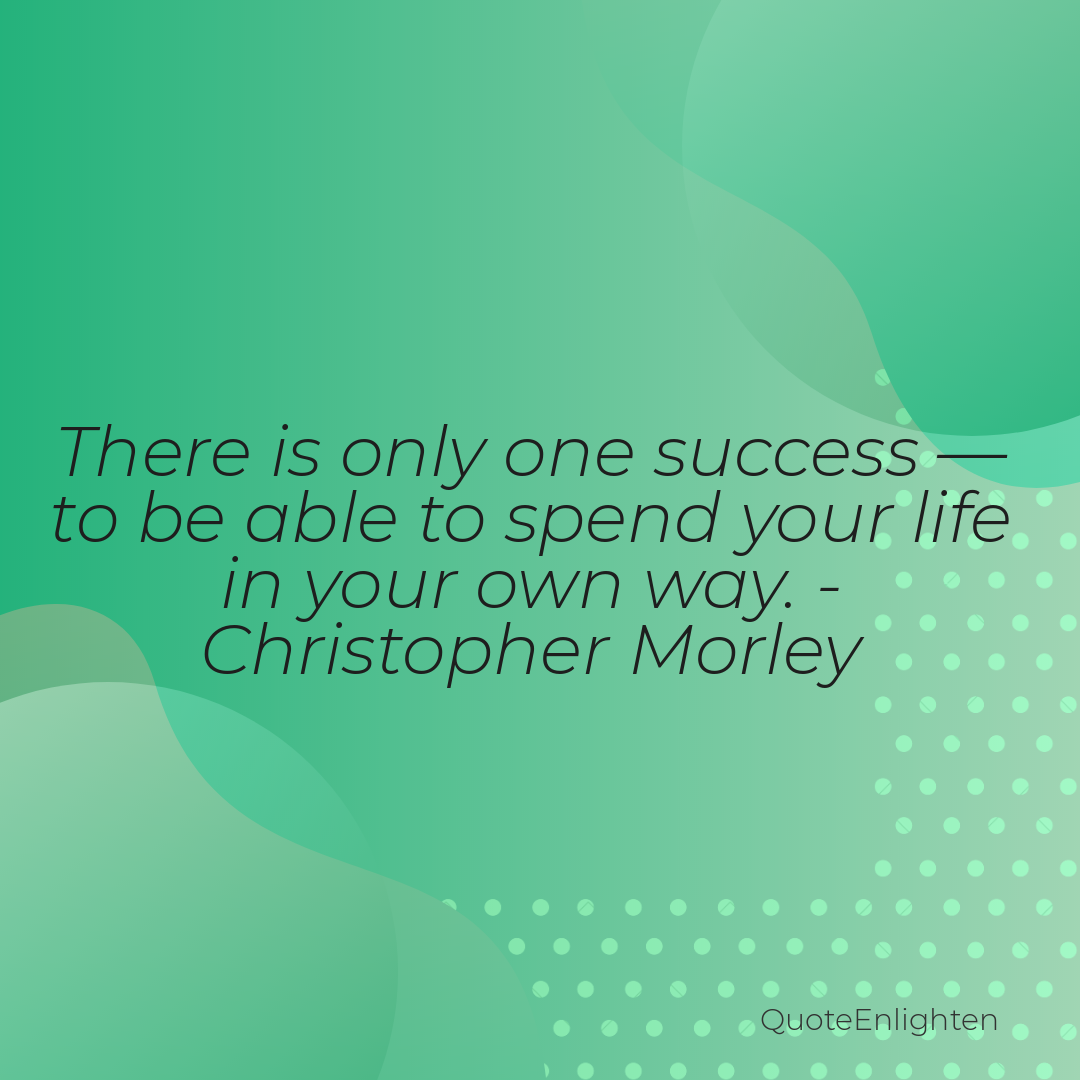 There is only one success —
to be able to spend your life
in your own way. -
Christopher Morley
QuoteEnlighten